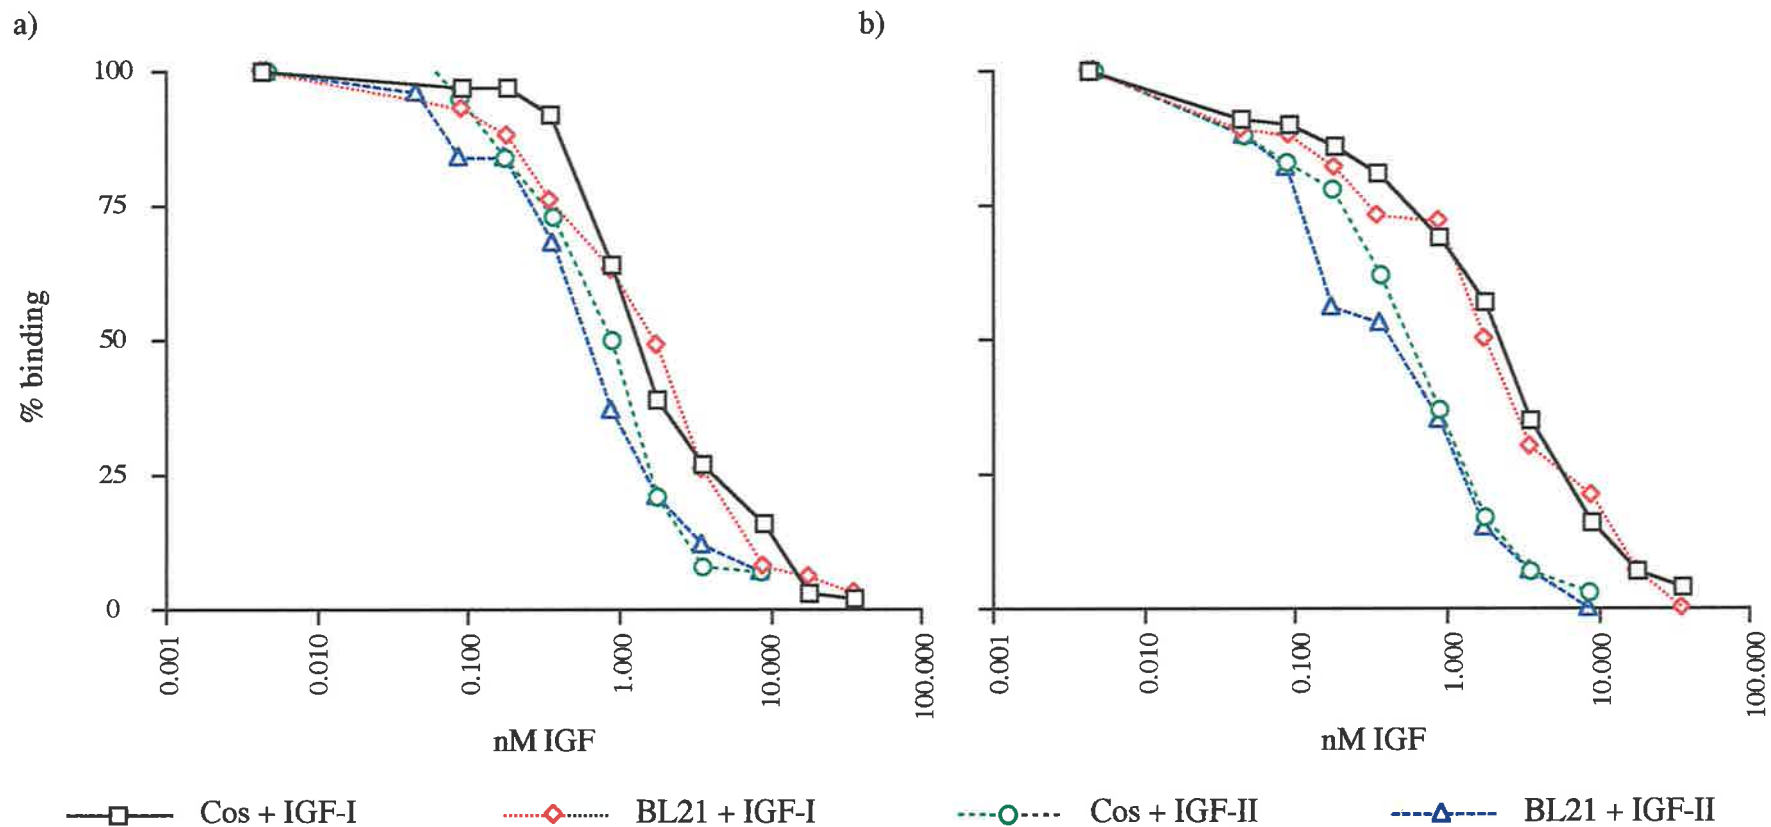 a)
b)
100
75
50
25
0
% binding
0.001
0.010
0.100
1.000
10.000
100.000
0.001
0.010
0.100
1.000
10.000
100.000
nM IGF
nM IGF
Cos + IGF-I
BL21 + IGF-I
Cos + IGF-II
BL21 + IGF-II